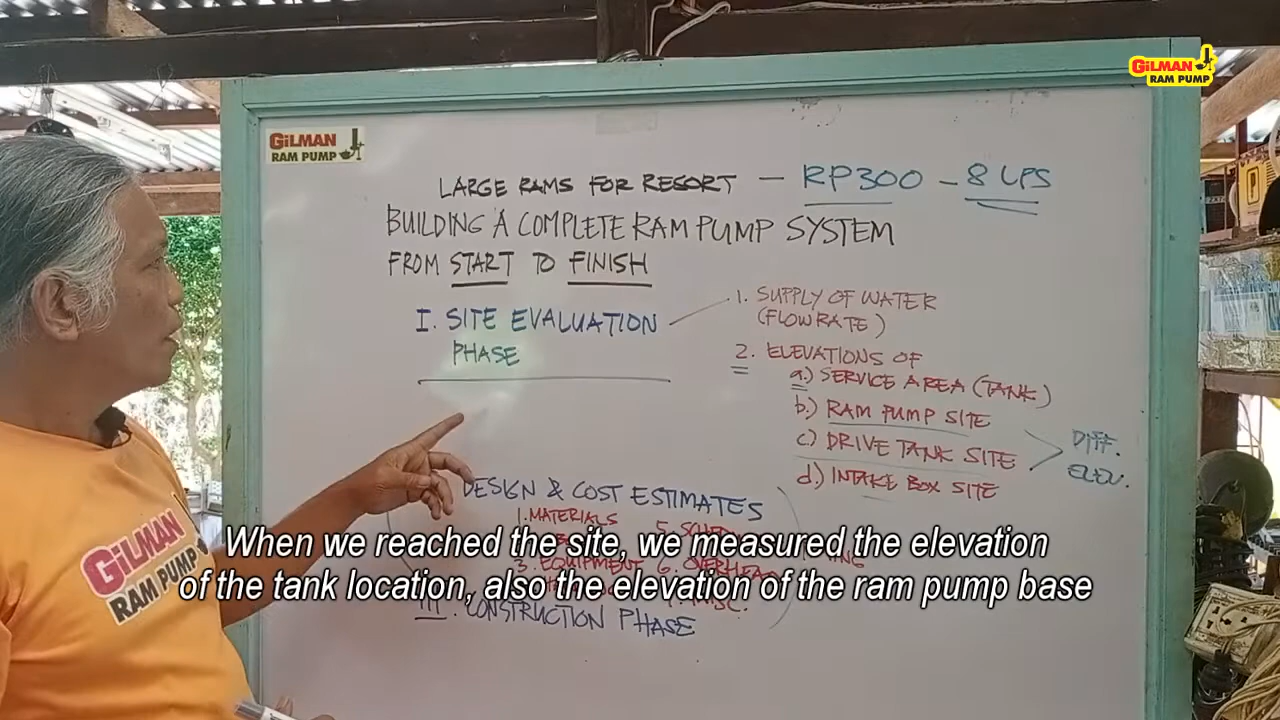 GiLMAN
RAM PUMP
GiLMAN
RAM PUMP
LARGE RAMS FOR RESORT – RP300 – 8 LPS
BUILDING A COMPLETE RAM PUMP SYSTEM
FROM START TO FINISH
I. SITE EVALUATION
PHASE
1. SUPPLY OF WATER
(FLOWRATE)
2. ELEVATIONS OF
a.) SERVICE AREA (TANK)
b.) RAM PUMP SITE
c.) DRIVE TANK SITE
d.) INTAKE BOX SITE
DIFF.
ELEV.
DESIGN & COST ESTIMATES
1. MATERIALS 5.
3. EQUIPMENT 6. OVERHEAD
III. CONSTRUCTION PHASE
GiLMAN
RAM PUMP
When we reached the site, we measured the elevation
of the tank location, also the elevation of the ram pump base